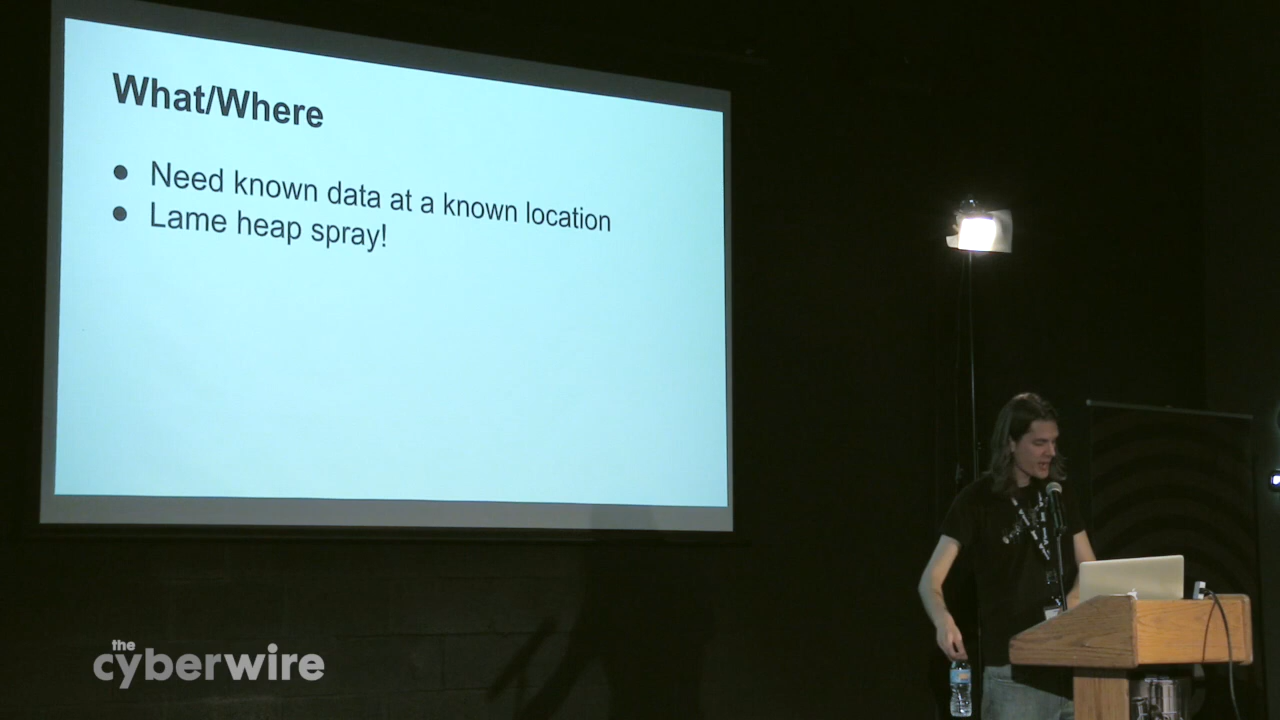 What/Where
● Need known data at a known location
● Lame heap spray!
the
cyberwire